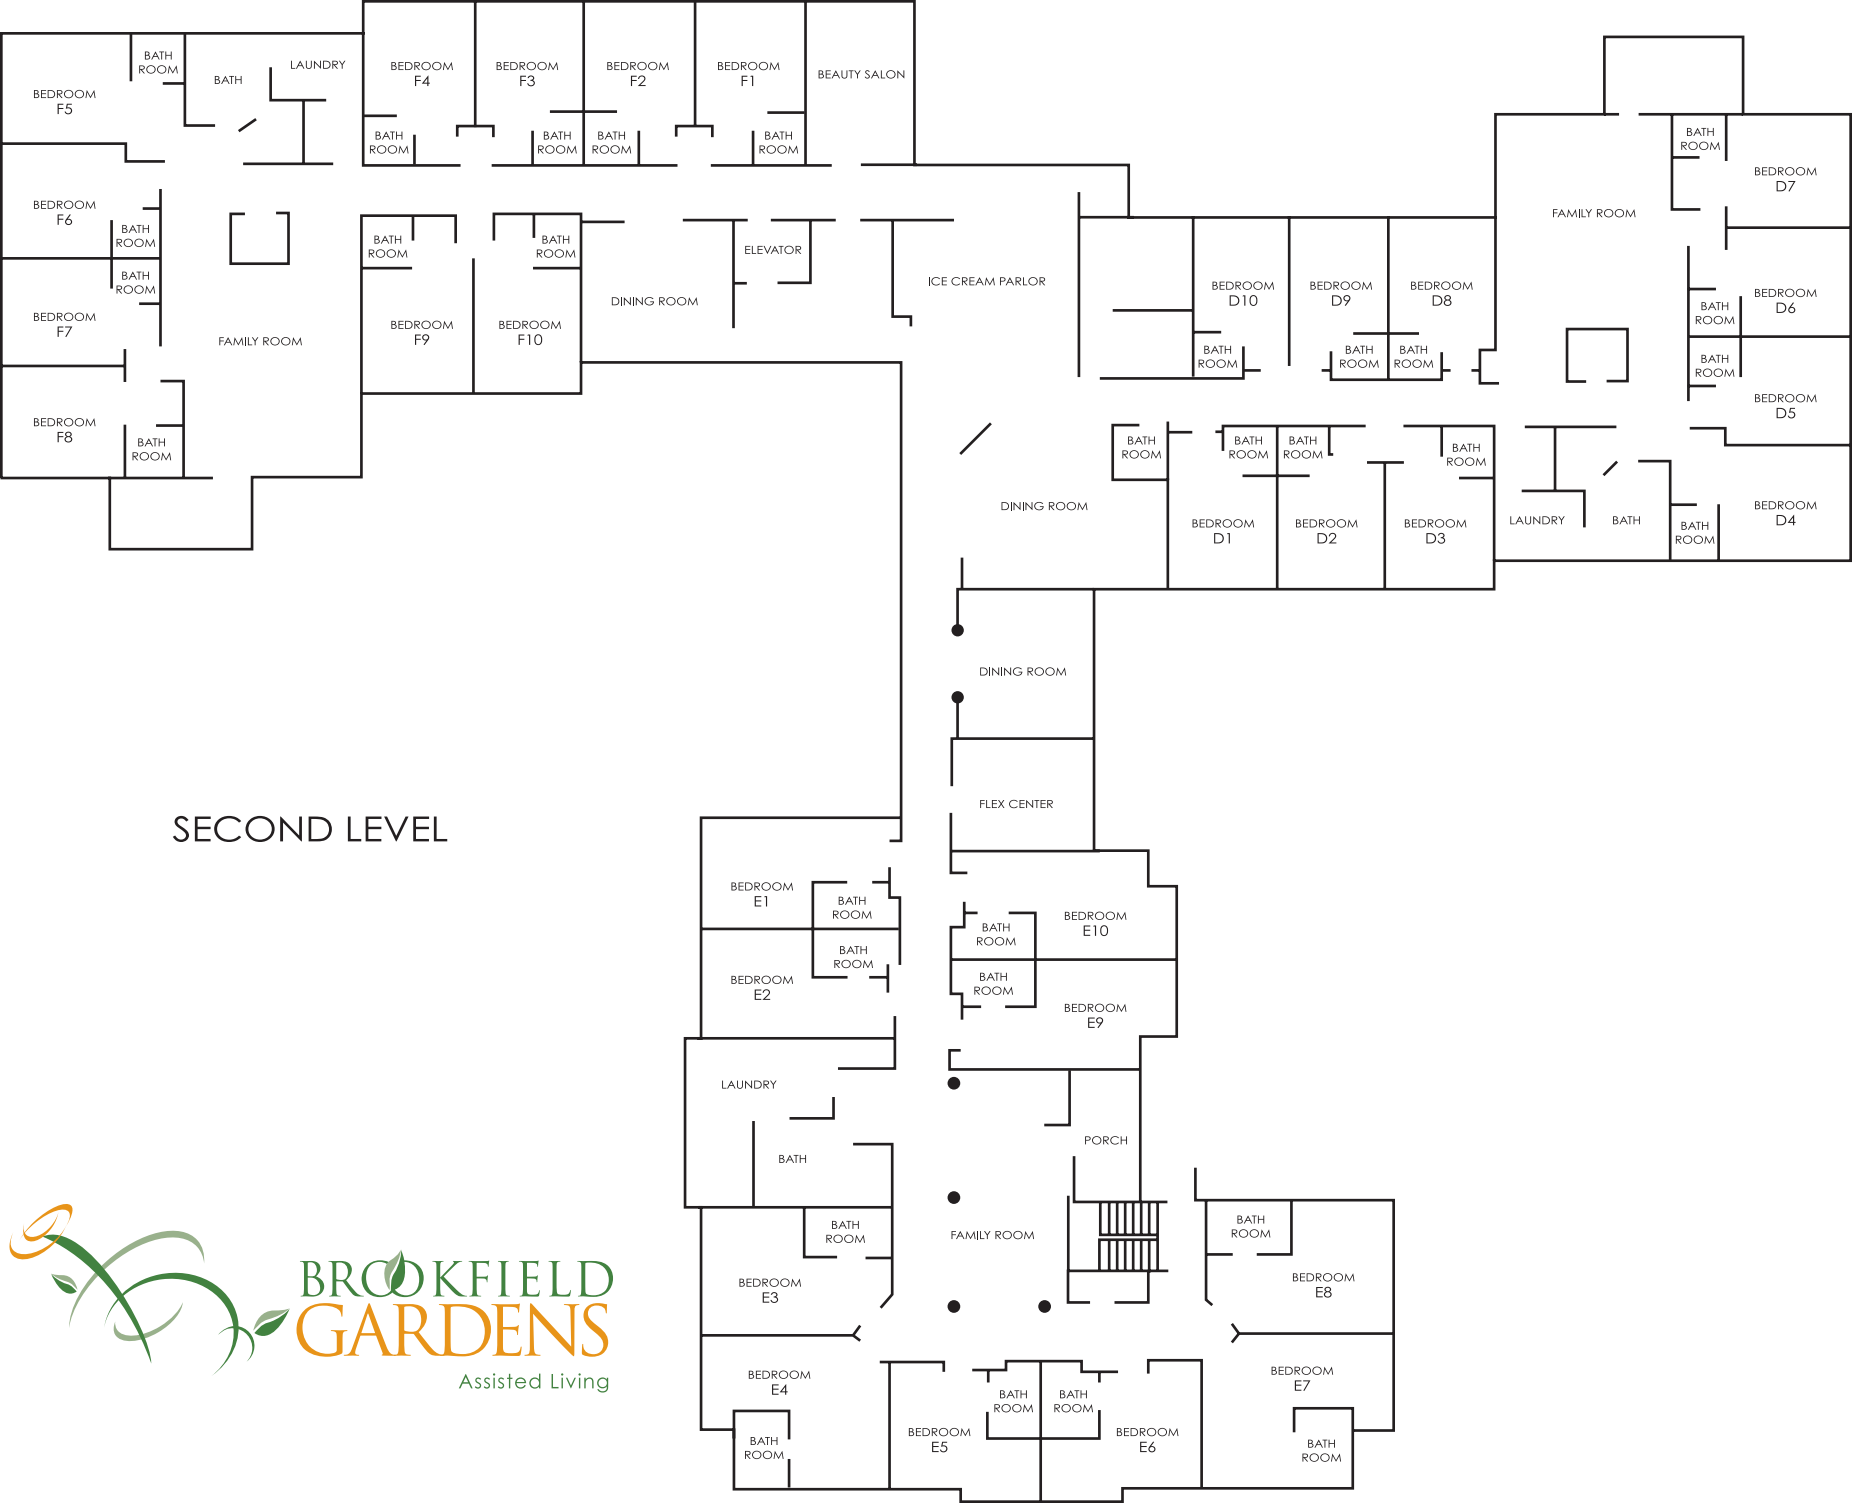 BEDROOM
F5
BATH
ROOM
BATH
LAUNDRY
BEDROOM
F4
BATH
ROOM
BEDROOM
F3
BATH
ROOM
BEDROOM
F2
BATH
ROOM
BEDROOM
F1
BATH
ROOM
BEAUTY SALON
BEDROOM
F6
BATH
ROOM
BATH
ROOM
BEDROOM
F7
BEDROOM
F8
BATH
ROOM
FAMILY ROOM
BATH
ROOM
BEDROOM
F9
BATH
ROOM
BEDROOM
F10
DINING ROOM
ELEVATOR
ICE CREAM PARLOR
BEDROOM
D10
BATH
ROOM
BEDROOM
D9
BATH
ROOM
BEDROOM
D8
BATH
ROOM
FAMILY ROOM
BATH
ROOM
BEDROOM
D7
BEDROOM
D6
BATH
ROOM
BATH
ROOM
BEDROOM
D5
BEDROOM
D4
BATH
ROOM
BATH
LAUNDRY
BATH
ROOM
BEDROOM
D3
BATH
ROOM
BEDROOM
D2
BATH
ROOM
BEDROOM
D1
BATH
ROOM
DINING ROOM
DINING ROOM
FLEX CENTER
SECOND LEVEL
BEDROOM
E1
BATH
ROOM
BATH
ROOM
BEDROOM
E2
BATH
ROOM
BEDROOM
E10
BATH
ROOM
BEDROOM
E9
LAUNDRY
BATH
PORCH
FAMILY ROOM
BATH
ROOM
BEDROOM
E3
BATH
ROOM
BEDROOM
E8
BEDROOM
E4
BATH
ROOM
BEDROOM
E5
BATH
ROOM
BATH
ROOM
BEDROOM
E6
BEDROOM
E7
BATH
ROOM
BROOKFIELD
GARDENS
Assisted Living